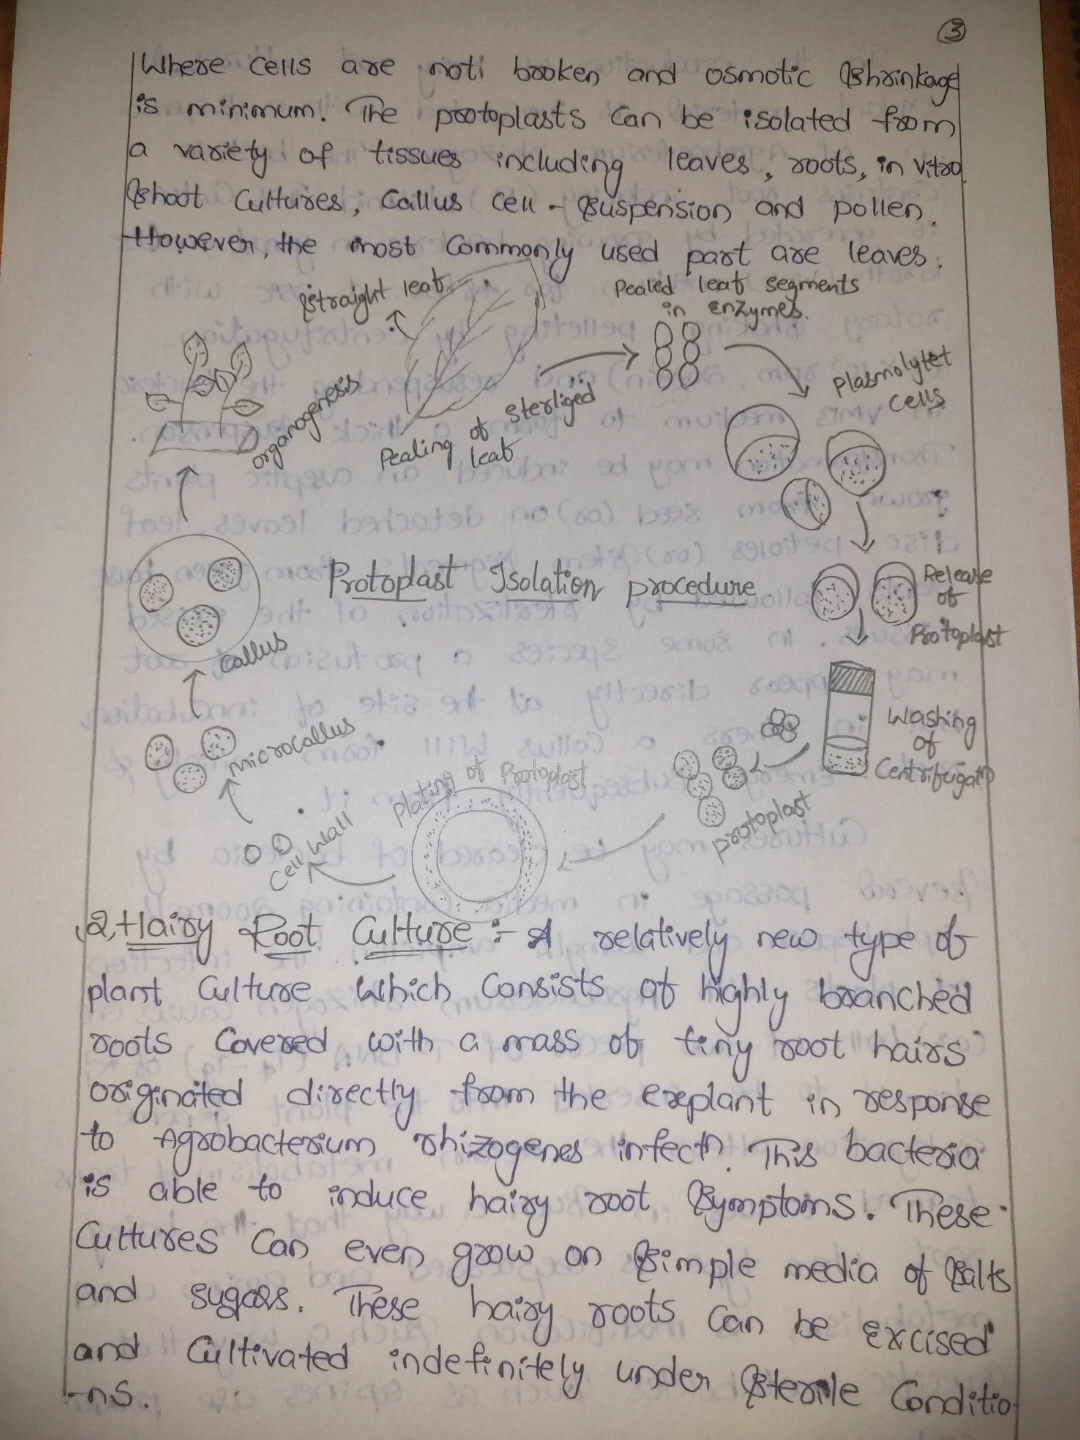 3
Where cells are noti broken and osmotic Shrinkage
is minimum. The protoplasts can be isolated from
a variety of tissues including leaves, roots, in vitro
Shoot Cultures, Callus cell - Suspension and pollen.
However, the most commonly used part are leaves.
Straight leaf
Pealed leaf segments
in enzymes.
organogenesis
Pealing of sterliged
leaf
Plasmolytet
cells
Protoplast Isolation procedure
Release
of
Protoplast
Callus
Washing
of
Centrifugatn
microcallus
Plating of Protoplast
protoplast
Cell wall
2, Hairy Root Culture :- A relatively new type of
plant Culture Which Consists of highly branched
roots Covered with a mass of tiny root hairs
originated directly from the explant in response
to Agrobacterium rhizogenes infectn. This bacteria
is able to induce hairy root Symptoms. These
Cultures Can even grow on Simple media of Salts
and sugars. These hairy roots Can be excised
and Cultivated indefinitely under Sterile Conditio
-ns.